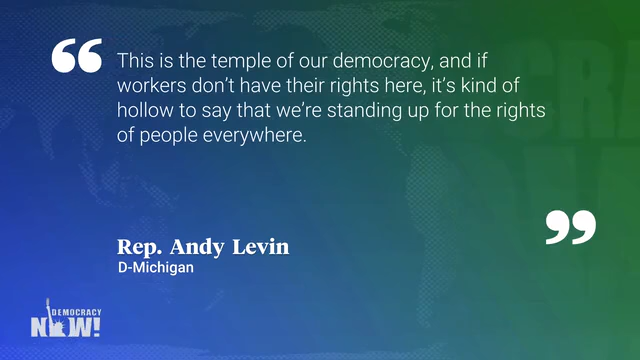 “
This is the temple of our democracy, and if
workers don’t have their rights here, it’s kind of
hollow to say that we’re standing up for the rights
of people everywhere.
”
Rep. Andy Levin
D-Michigan
DEMOCRACY
NOW!